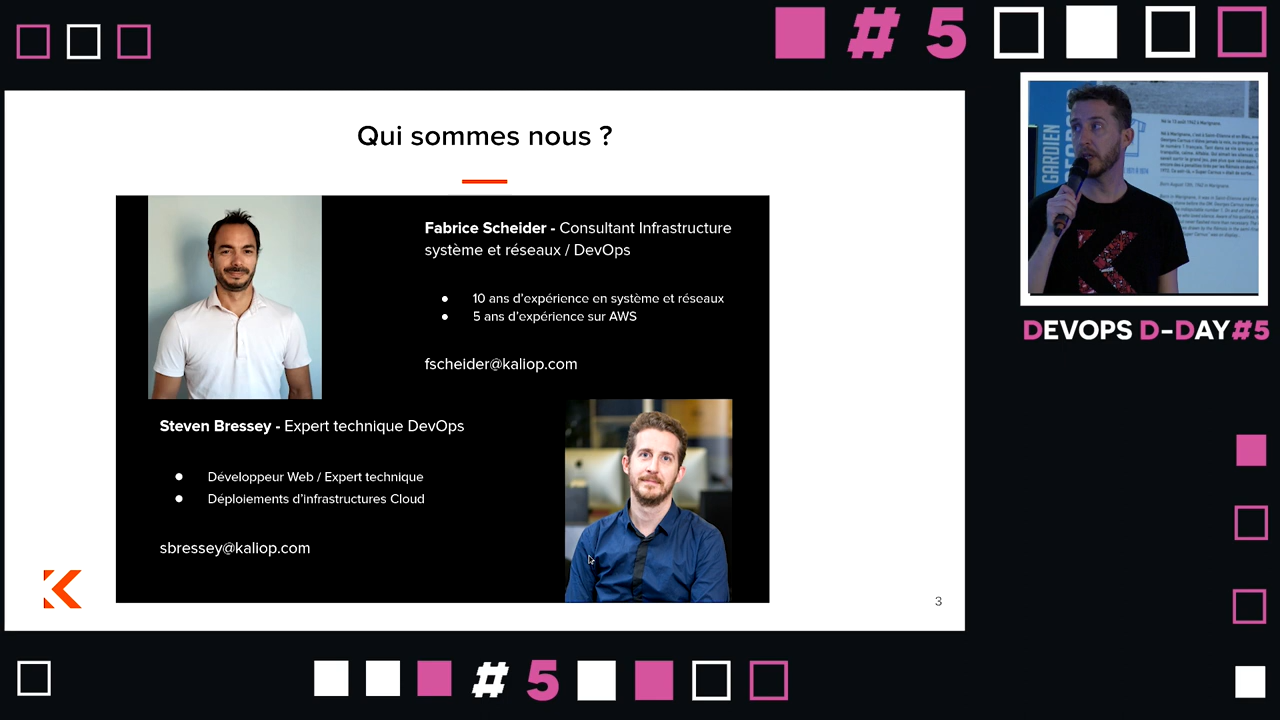 # 5
Qui sommes nous ?
Fabrice Scheider - Consultant Infrastructure
système et réseaux / DevOps
● 10 ans d'expérience en système et réseaux
● 5 ans d'expérience sur AWS
fscheider@kaliop.com
Steven Bressey - Expert technique DevOps
● Développeur Web / Expert technique
● Déploiements d'infrastructures Cloud
sbressey@kaliop.com
3
GARDIEN
DEVOPS D-DAY#5
# 5